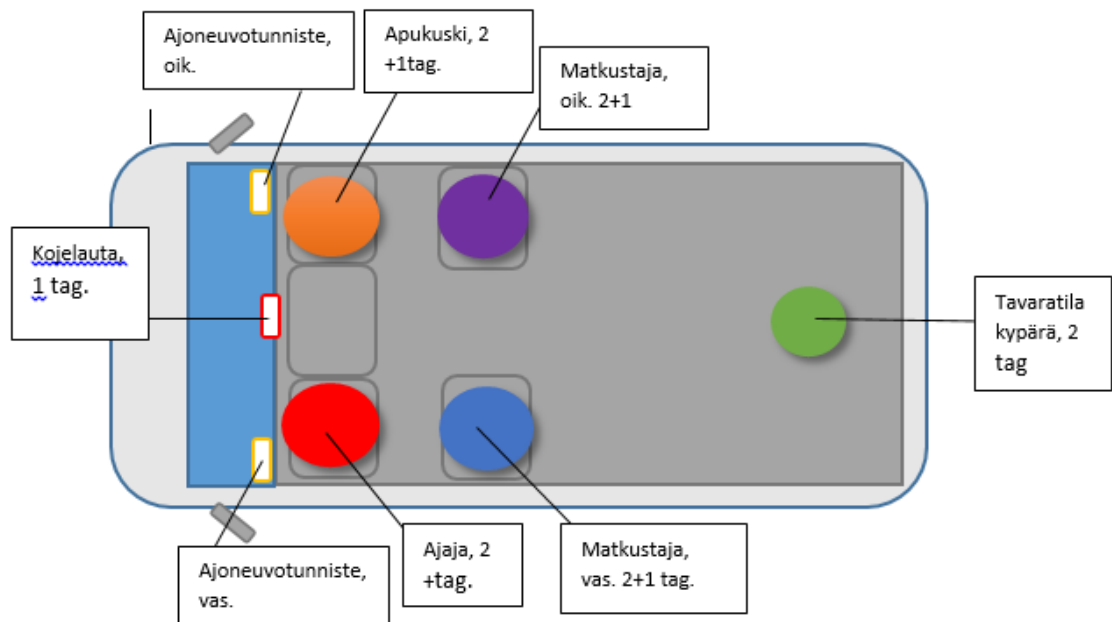 Ajoneuvotunniste,
oik.
Apukuski, 2
+1tag.
Matkustaja,
oik. 2+1
Kojelauta,
1 tag.
Tavaratila
kypärä, 2
tag
Ajoneuvotunniste,
vas.
Ajaja, 2
+tag.
Matkustaja,
vas. 2+1 tag.